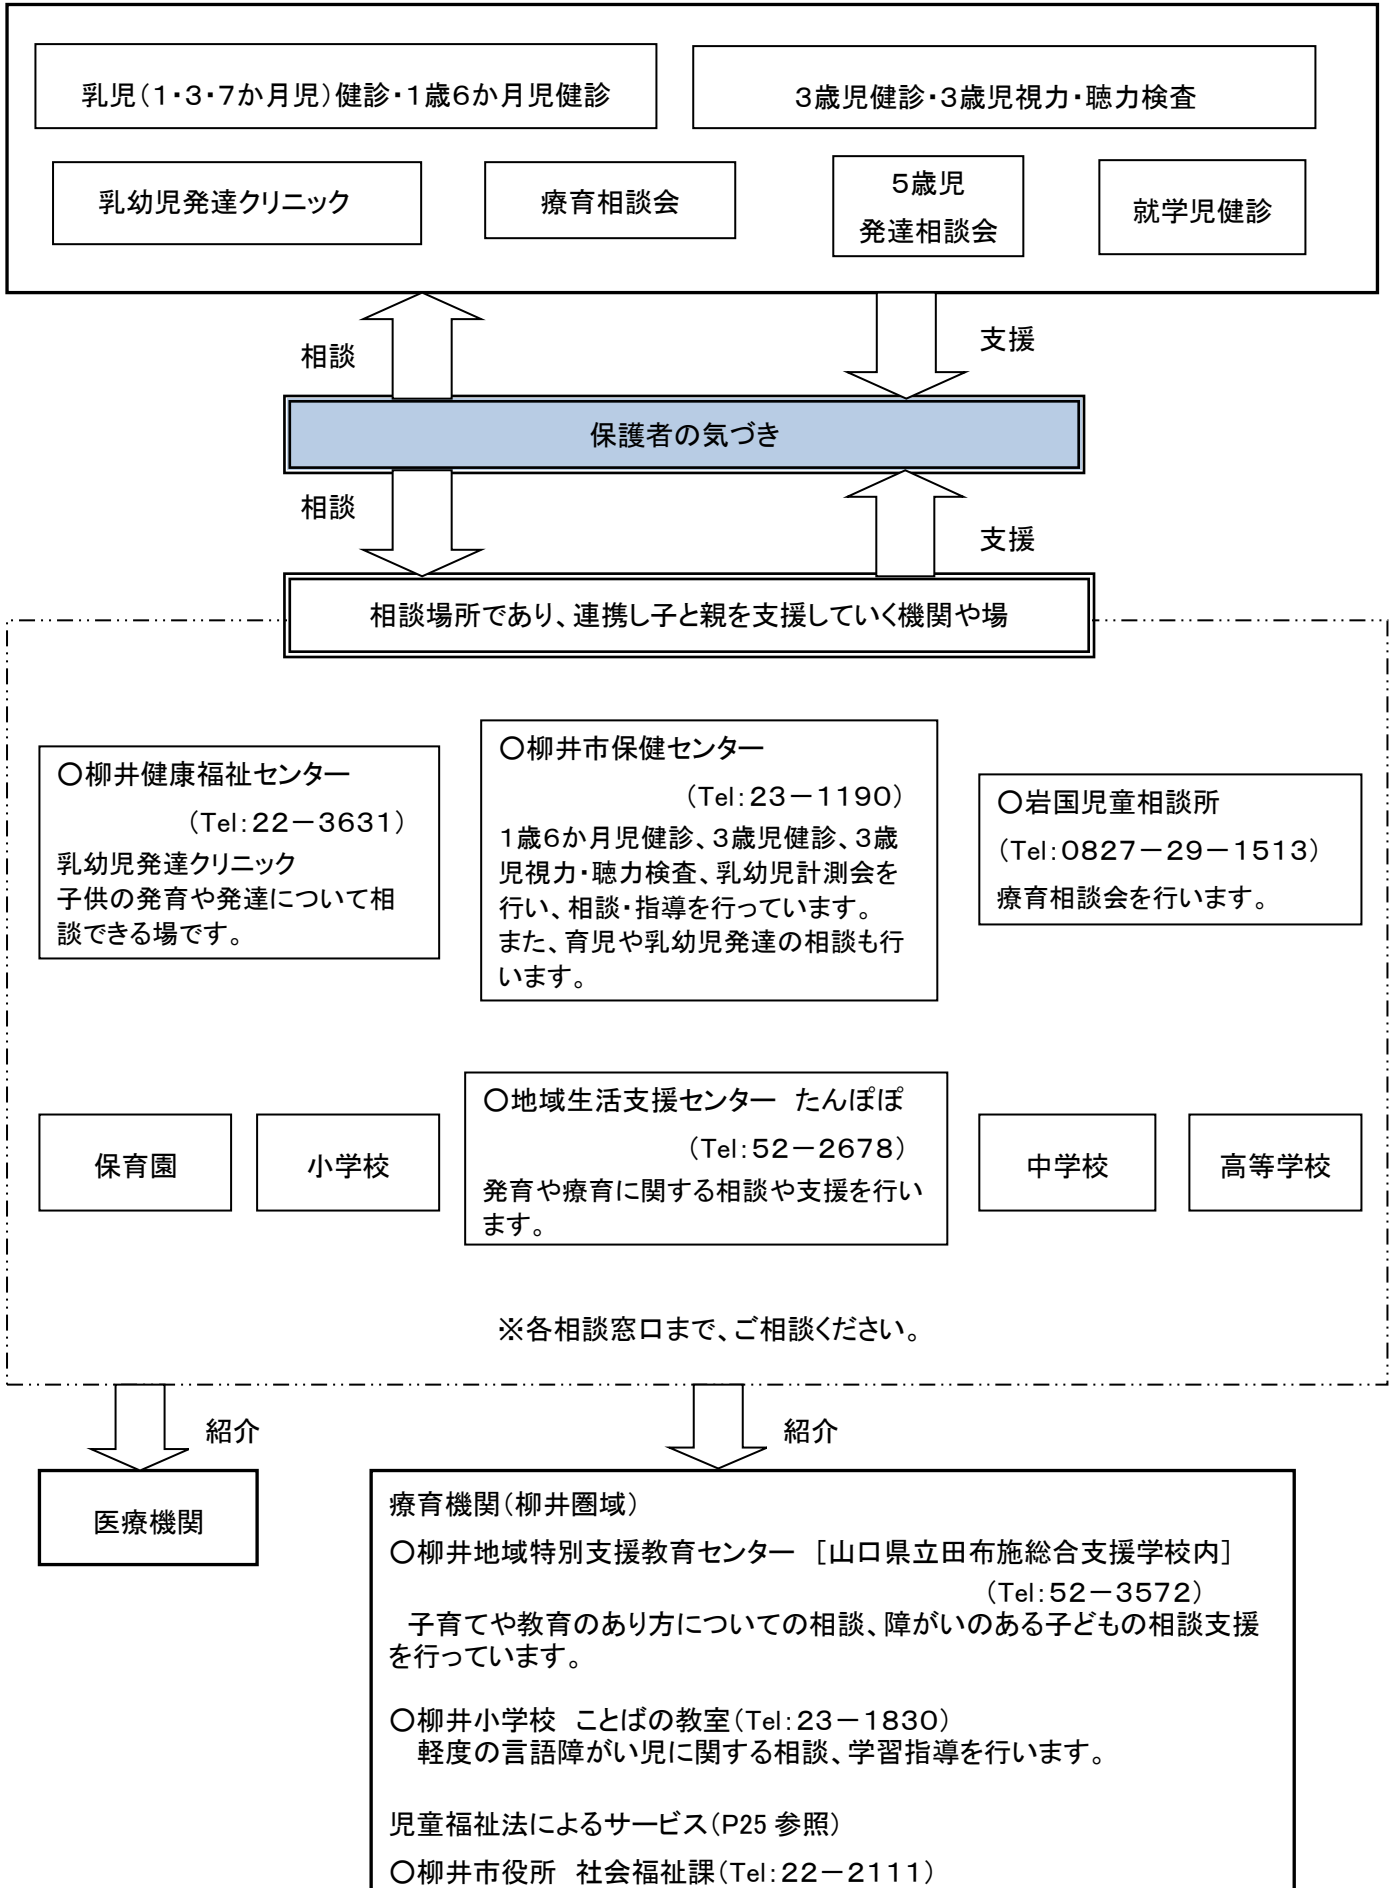 乳児（１・３・７か月児）健診・１歳６か月児健診
３歳児健診・３歳児視力・聴力検査
乳幼児発達クリニック
療育相談会
５歳児
発達相談会
就学児健診
相談
支援
保護者の気づき
相談
支援
相談場所であり、連携し子と親を支援していく機関や場
〇柳井健康福祉センター
（Tel：２２－３６３１）
乳幼児発達クリニック
子供の発育や発達について相
談できる場です。
〇柳井市保健センター
（Tel：２３－１１９０）
１歳６か月児健診、３歳児健診、３歳
児視力・聴力検査、乳幼児計測会を
行い、相談・指導を行っています。
また、育児や乳幼児発達の相談も行
います。
〇岩国児童相談所
（Tel：０８２７－２９－１５１３）
療育相談会を行います。
保育園
小学校
〇地域生活支援センター　たんぽぽ
（Tel：５２－２６７８）
発育や療育に関する相談や支援を行い
ます。
中学校
高等学校
※各相談窓口まで、ご相談ください。
紹介
紹介
医療機関
療育機関（柳井圏域）
〇柳井地域特別支援教育センター　［山口県立田布施総合支援学校内］
（Tel：５２－３５７２）
子育てや教育のあり方についての相談、障がいのある子どもの相談支援
を行っています。
〇柳井小学校　ことばの教室（Tel：２３－１８３０）
軽度の言語障がい児に関する相談、学習指導を行います。
児童福祉法によるサービス（P25 参照）
〇柳井市役所　社会福祉課（Tel：２２－２１１１）